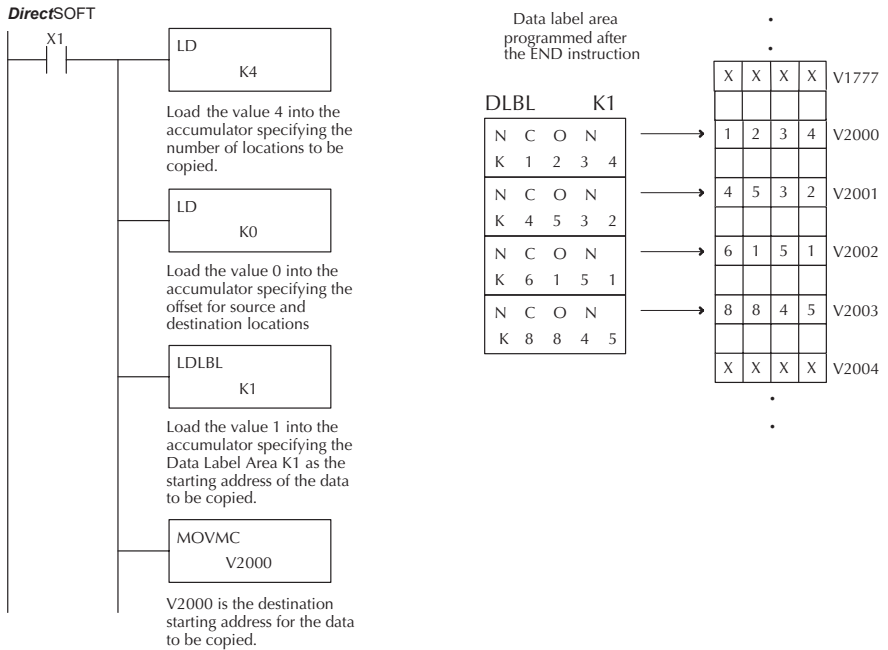 DirectSOFT
X1
LD
K4
Load the value 4 into the
accumulator specifying the
number of locations to be
copied.
LD
K0
Load the value 0 into the
accumulator specifying the
offset for source and
destination locations
LDLBL
K1
Load the value 1 into the
accumulator specifying the
Data Label Area K1 as the
starting address of the data
to be copied.
MOVMC
V2000
V2000 is the destination
starting address for the data
to be copied.
Data label area
programmed after
the END instruction
DLBL K1
N C O N
K 1 2 3 4
N C O N
K 4 5 3 2
N C O N
K 6 1 5 1
N C O N
K 8 8 4 5
X X X X V1777
1 2 3 4 V2000
4 5 3 2 V2001
6 1 5 1 V2002
8 8 4 5 V2003
X X X X V2004